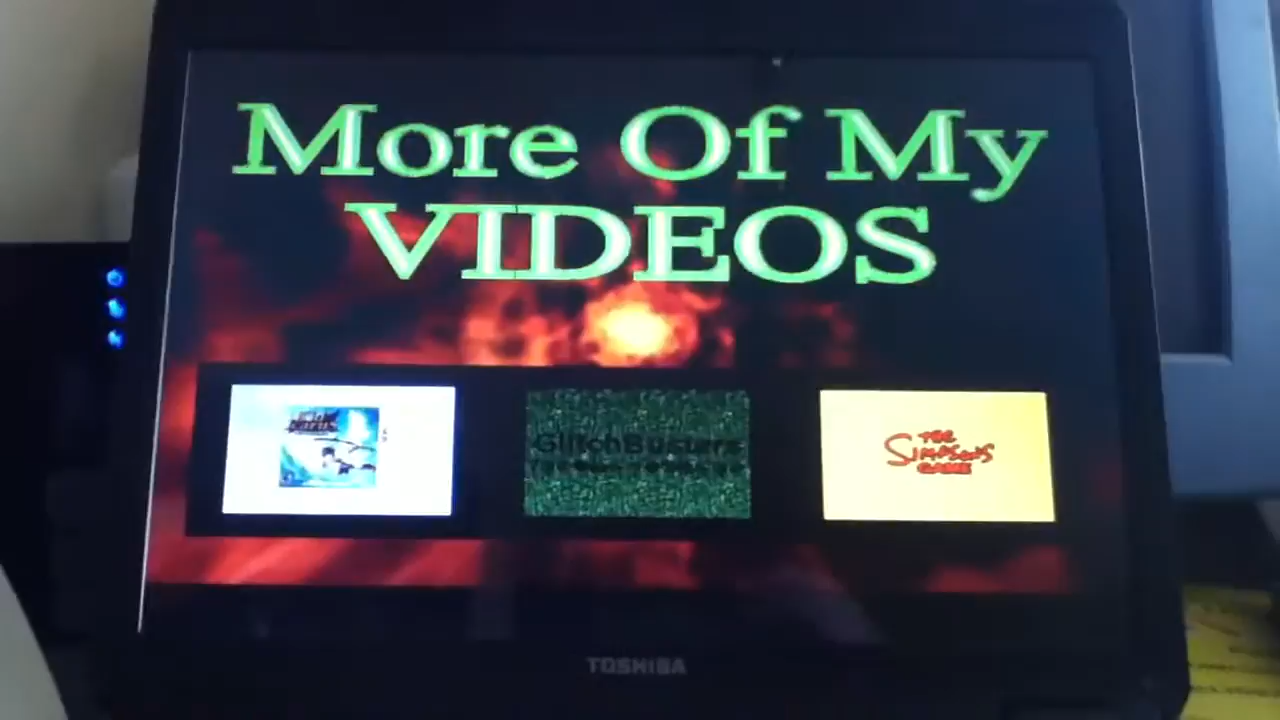 More Of My
VIDEOS
GlitchBusters
THE
SIMPSONS
GAME
TOSHIBA